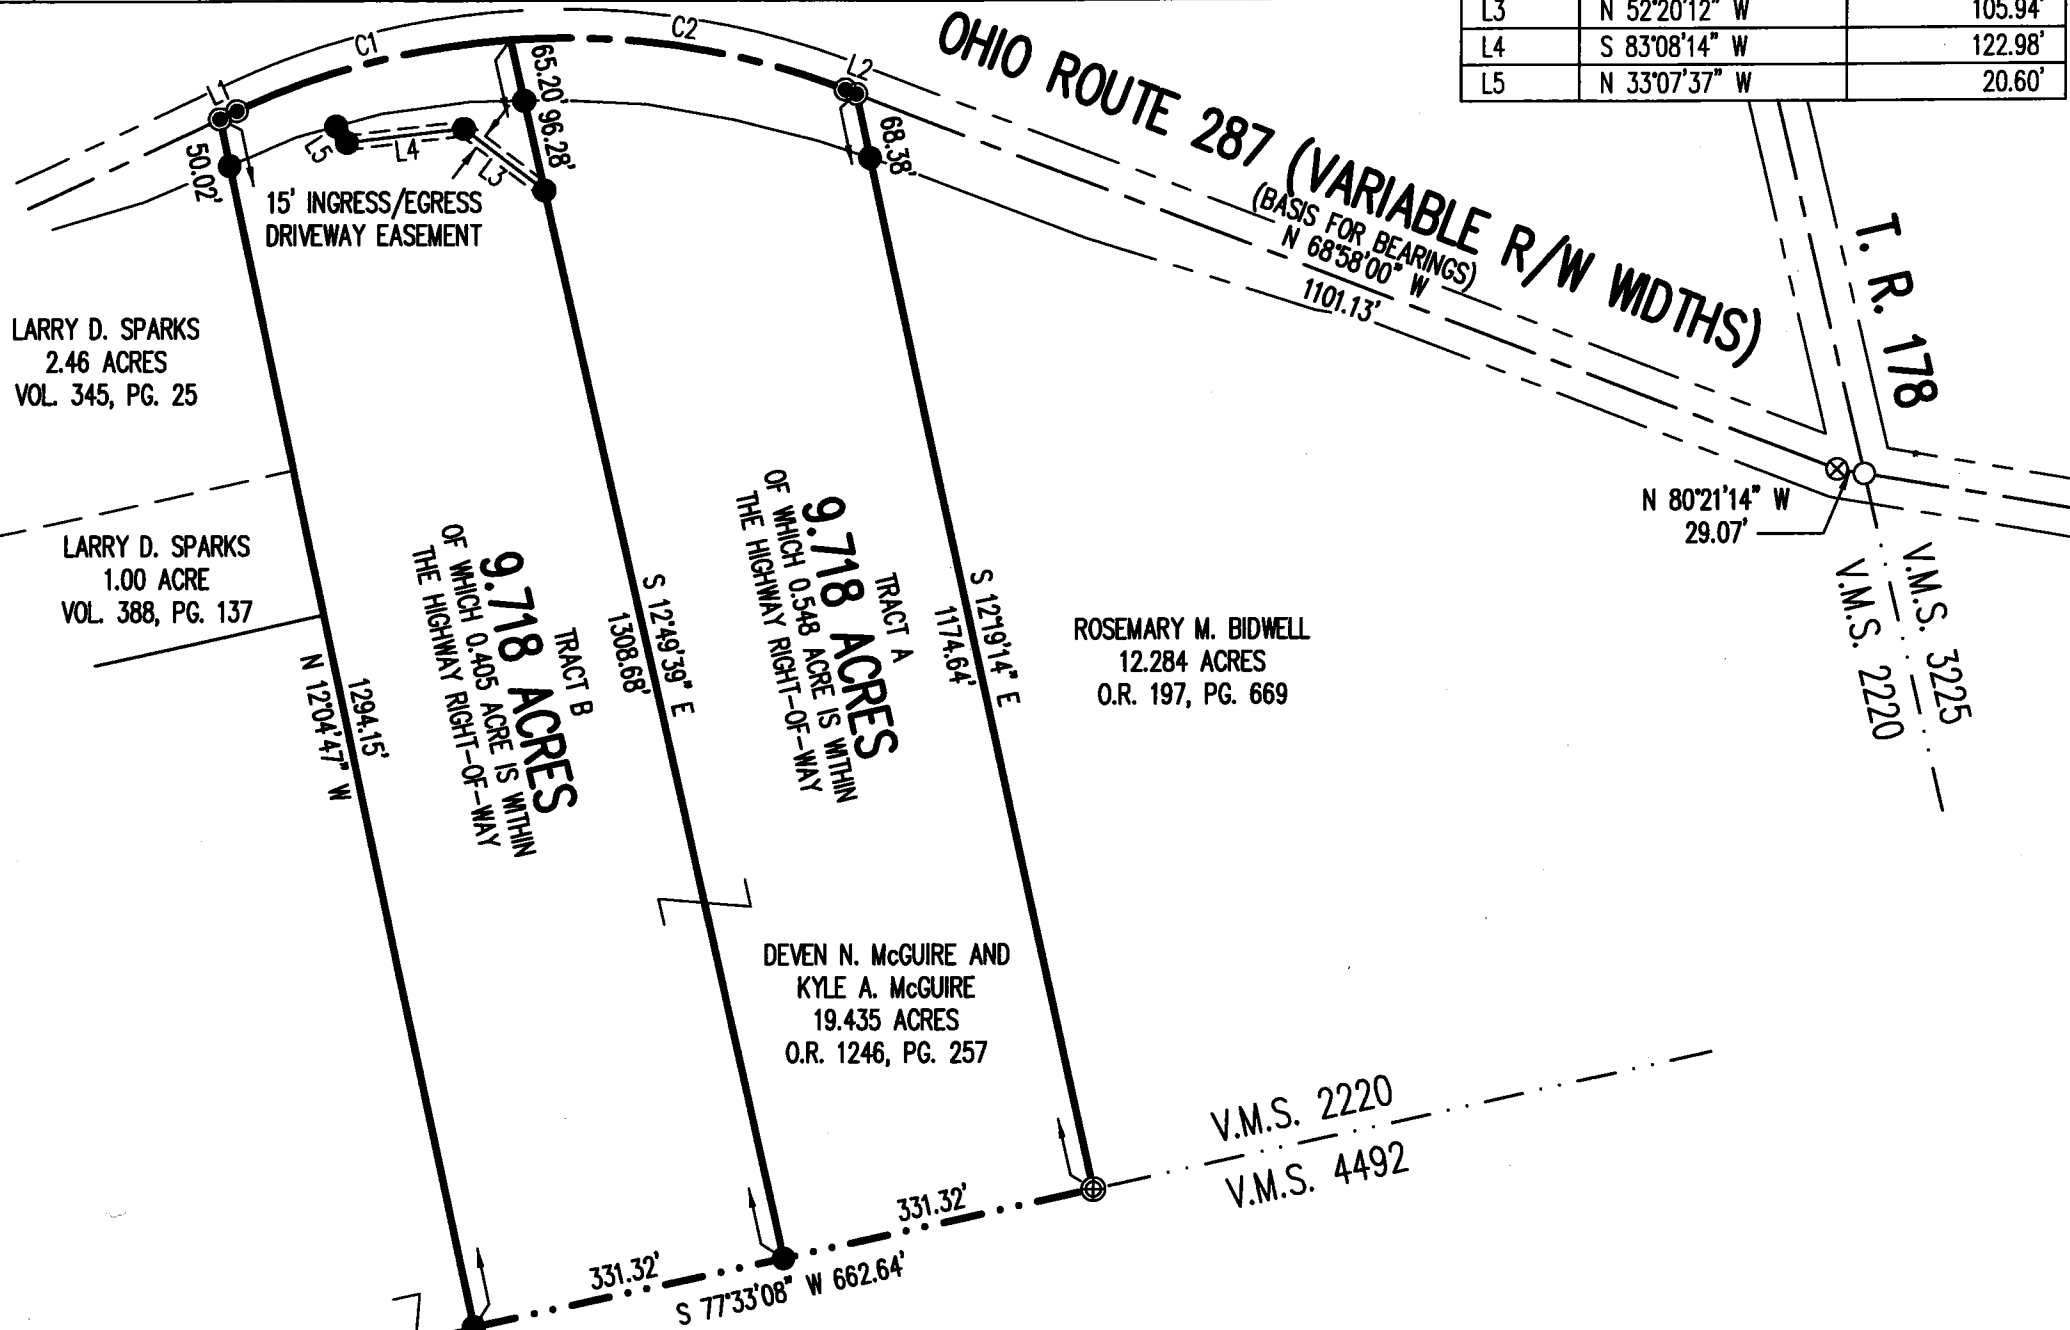 L3 N 52°20'12" W 105.94'
L4 S 83°08'14" W 122.98'
L5 N 33°07'37" W 20.60'
C1
C2
L1
L2
OHIO ROUTE 287 (VARIABLE R/W WIDTHS)
(BASIS FOR BEARINGS)
N 68°58'00" W
1101.13'
65.20'
96.28'
68.38'
50.02'
L5
L4
L3
15' INGRESS/EGRESS
DRIVEWAY EASEMENT
T. R. 178
LARRY D. SPARKS
2.46 ACRES
VOL. 345, PG. 25
LARRY D. SPARKS
1.00 ACRE
VOL. 388, PG. 137
N 80°21'14" W
29.07'
V.M.S. 3225
V.M.S. 2220
TRACT B
9.718 ACRES
OF WHICH 0.405 ACRE IS WITHIN
THE HIGHWAY RIGHT-OF-WAY
TRACT A
9.718 ACRES
OF WHICH 0.548 ACRE IS WITHIN
THE HIGHWAY RIGHT-OF-WAY
S 12°49'39" E
1308.68'
S 12°19'14" E
1174.64'
1294.15'
N 12°04'47" W
ROSEMARY M. BIDWELL
12.284 ACRES
O.R. 197, PG. 669
DEVEN N. McGUIRE AND
KYLE A. McGUIRE
19.435 ACRES
O.R. 1246, PG. 257
V.M.S. 2220
V.M.S. 4492
331.32'
331.32'
S 77°33'08" W 662.64'